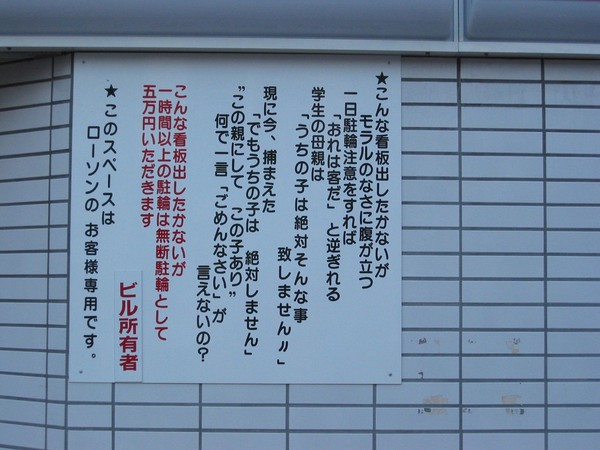 ★こんな看板出したかないが
モラルのなさに腹が立つ
一日駐輪注意をすれば
「おれは客だ」と逆ぎれる
学生の母親は
「うちの子は絶対そんな事
致しません〃」
現に今、捕まえた
「でもうちの子は 絶対しません」
"この親にして この子あり"
何で一言「ごめんなさい」が
言えないの?
こんな看板出したかないが
一時間以上の駐輪は無断駐輪として
五万円いただきます
★このスペースは
ローソンのお客様専用です。
ビル所有者